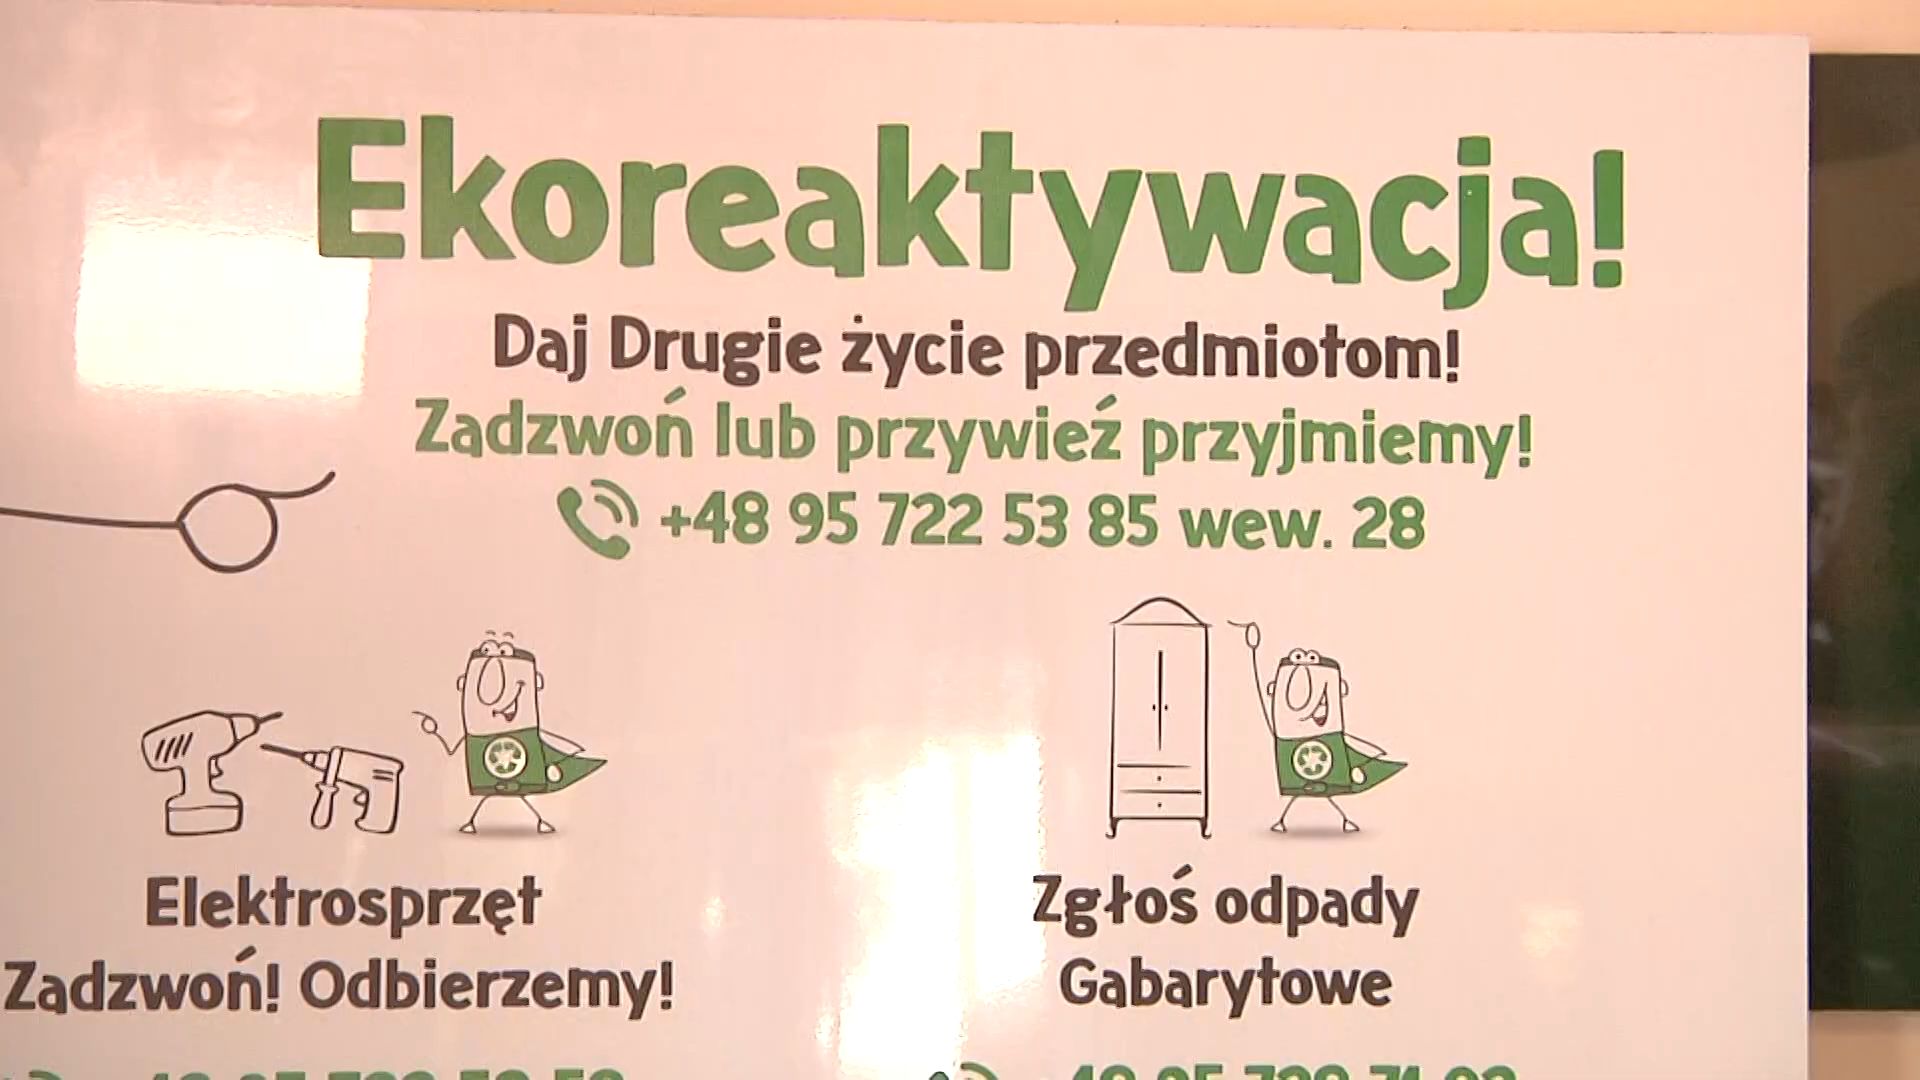 Ekoreaktywacja!
Daj Drugie życie przedmiotom!
Zadzwoń lub przywieź przyjmiemy!
+48 95 722 53 85 wew. 28
Elektrosprzęt
Zadzwoń! Odbierzemy!
Zgłoś odpady
Gabarytowe